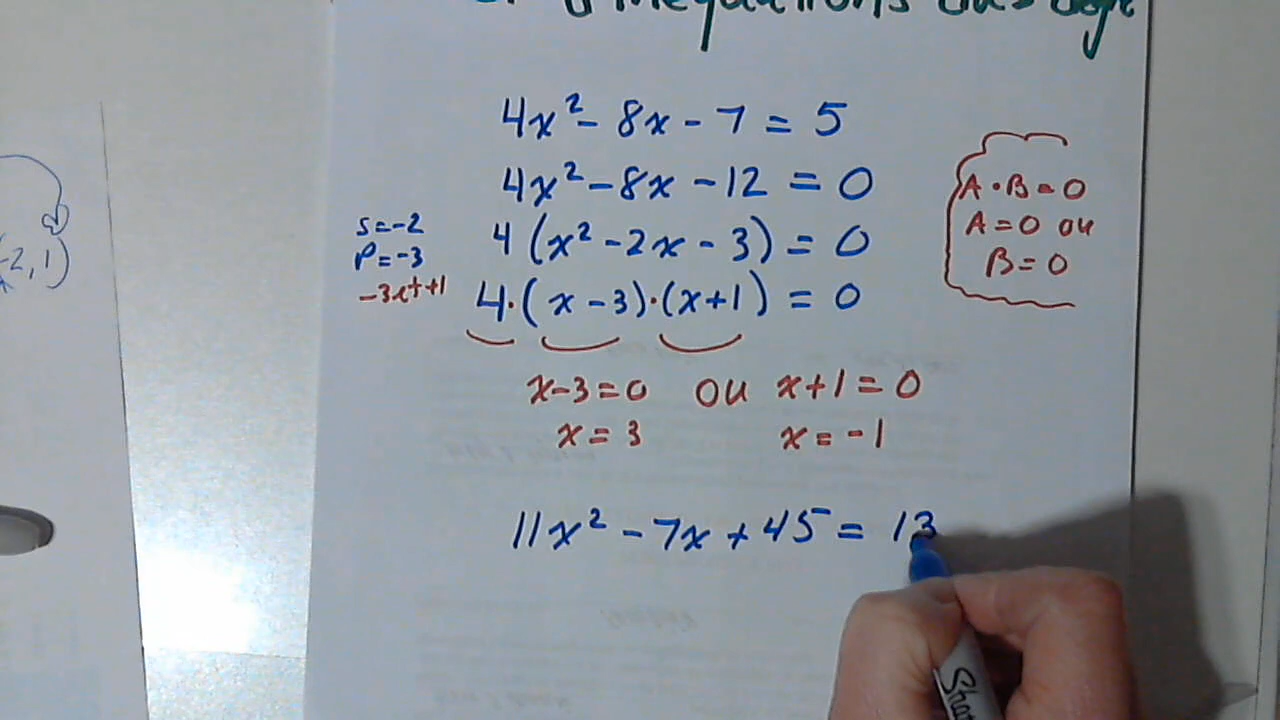 4x² - 8x - 7 = 5
4x² - 8x - 12 = 0
4(x² - 2x - 3) = 0
4·(x - 3)·(x + 1) = 0
s = -2
P = -3
A · B = 0
A = 0 ou
B = 0
x - 3 = 0 ou x + 1 = 0
x = 3 x = -1
11x² - 7x + 45 = 13
-2, 1)